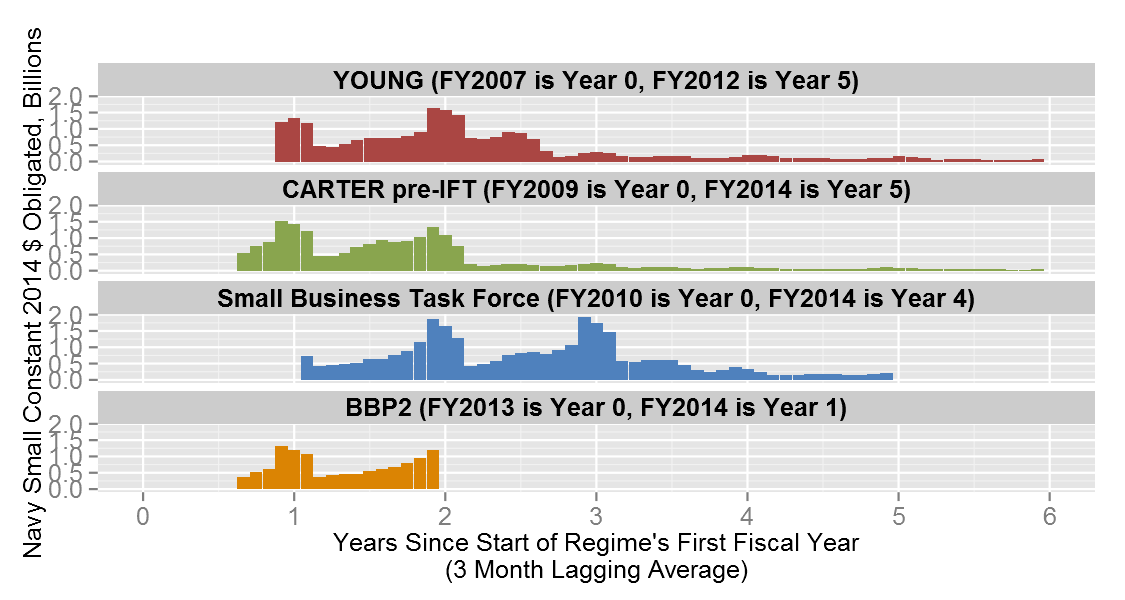 Navy Small Constant 2014 $ Obligated, Billions
YOUNG (FY2007 is Year 0, FY2012 is Year 5)
2.0
1.5
1.0
0.5
0.0
CARTER pre-IFT (FY2009 is Year 0, FY2014 is Year 5)
2.0
1.5
1.0
0.5
0.0
Small Business Task Force (FY2010 is Year 0, FY2014 is Year 4)
2.0
1.5
1.0
0.5
0.0
BBP2 (FY2013 is Year 0, FY2014 is Year 1)
2.0
1.5
1.0
0.5
0.0
0 1 2 3 4 5 6
Years Since Start of Regime's First Fiscal Year
(3 Month Lagging Average)